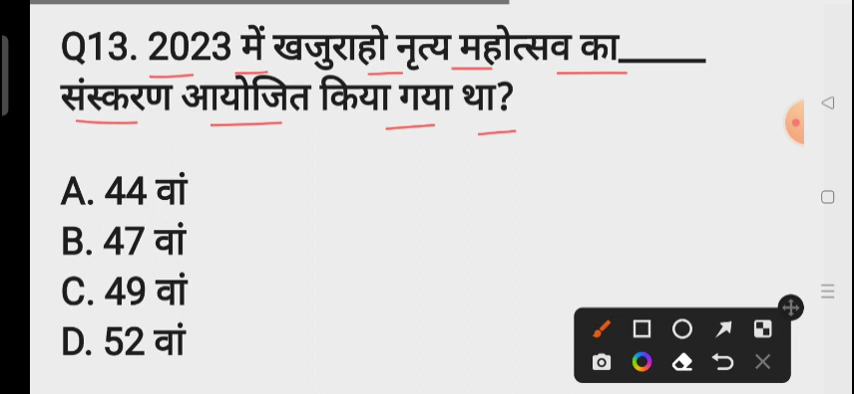 Q13. 2023 में खजुराहो नृत्य महोत्सव का_____
संस्करण आयोजित किया गया था?
A. 44 वां
B. 47 वां
C. 49 वां
D. 52 वां